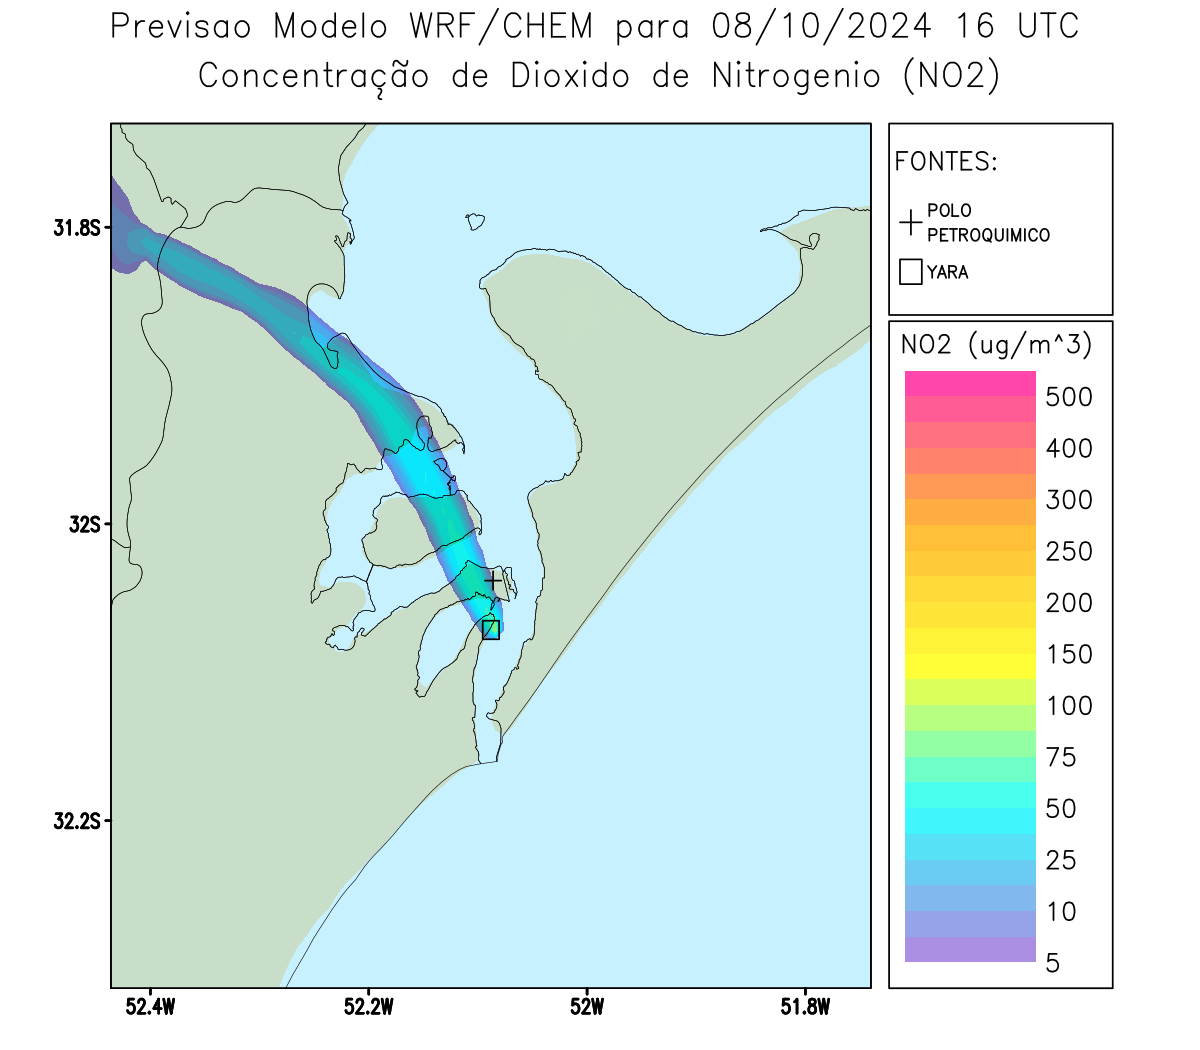 Previsao Modelo WRF/CHEM para 08/10/2024 16 UTC
Concentração de Dioxido de Nitrogenio (NO2)
FONTES:
POLO
PETROQUIMICO
YARA
NO2 (ug/m^3)
500
400
300
250
200
150
100
75
50
25
10
5
31.8S
32S
32.2S
52.4W
52.2W
52W
51.8W